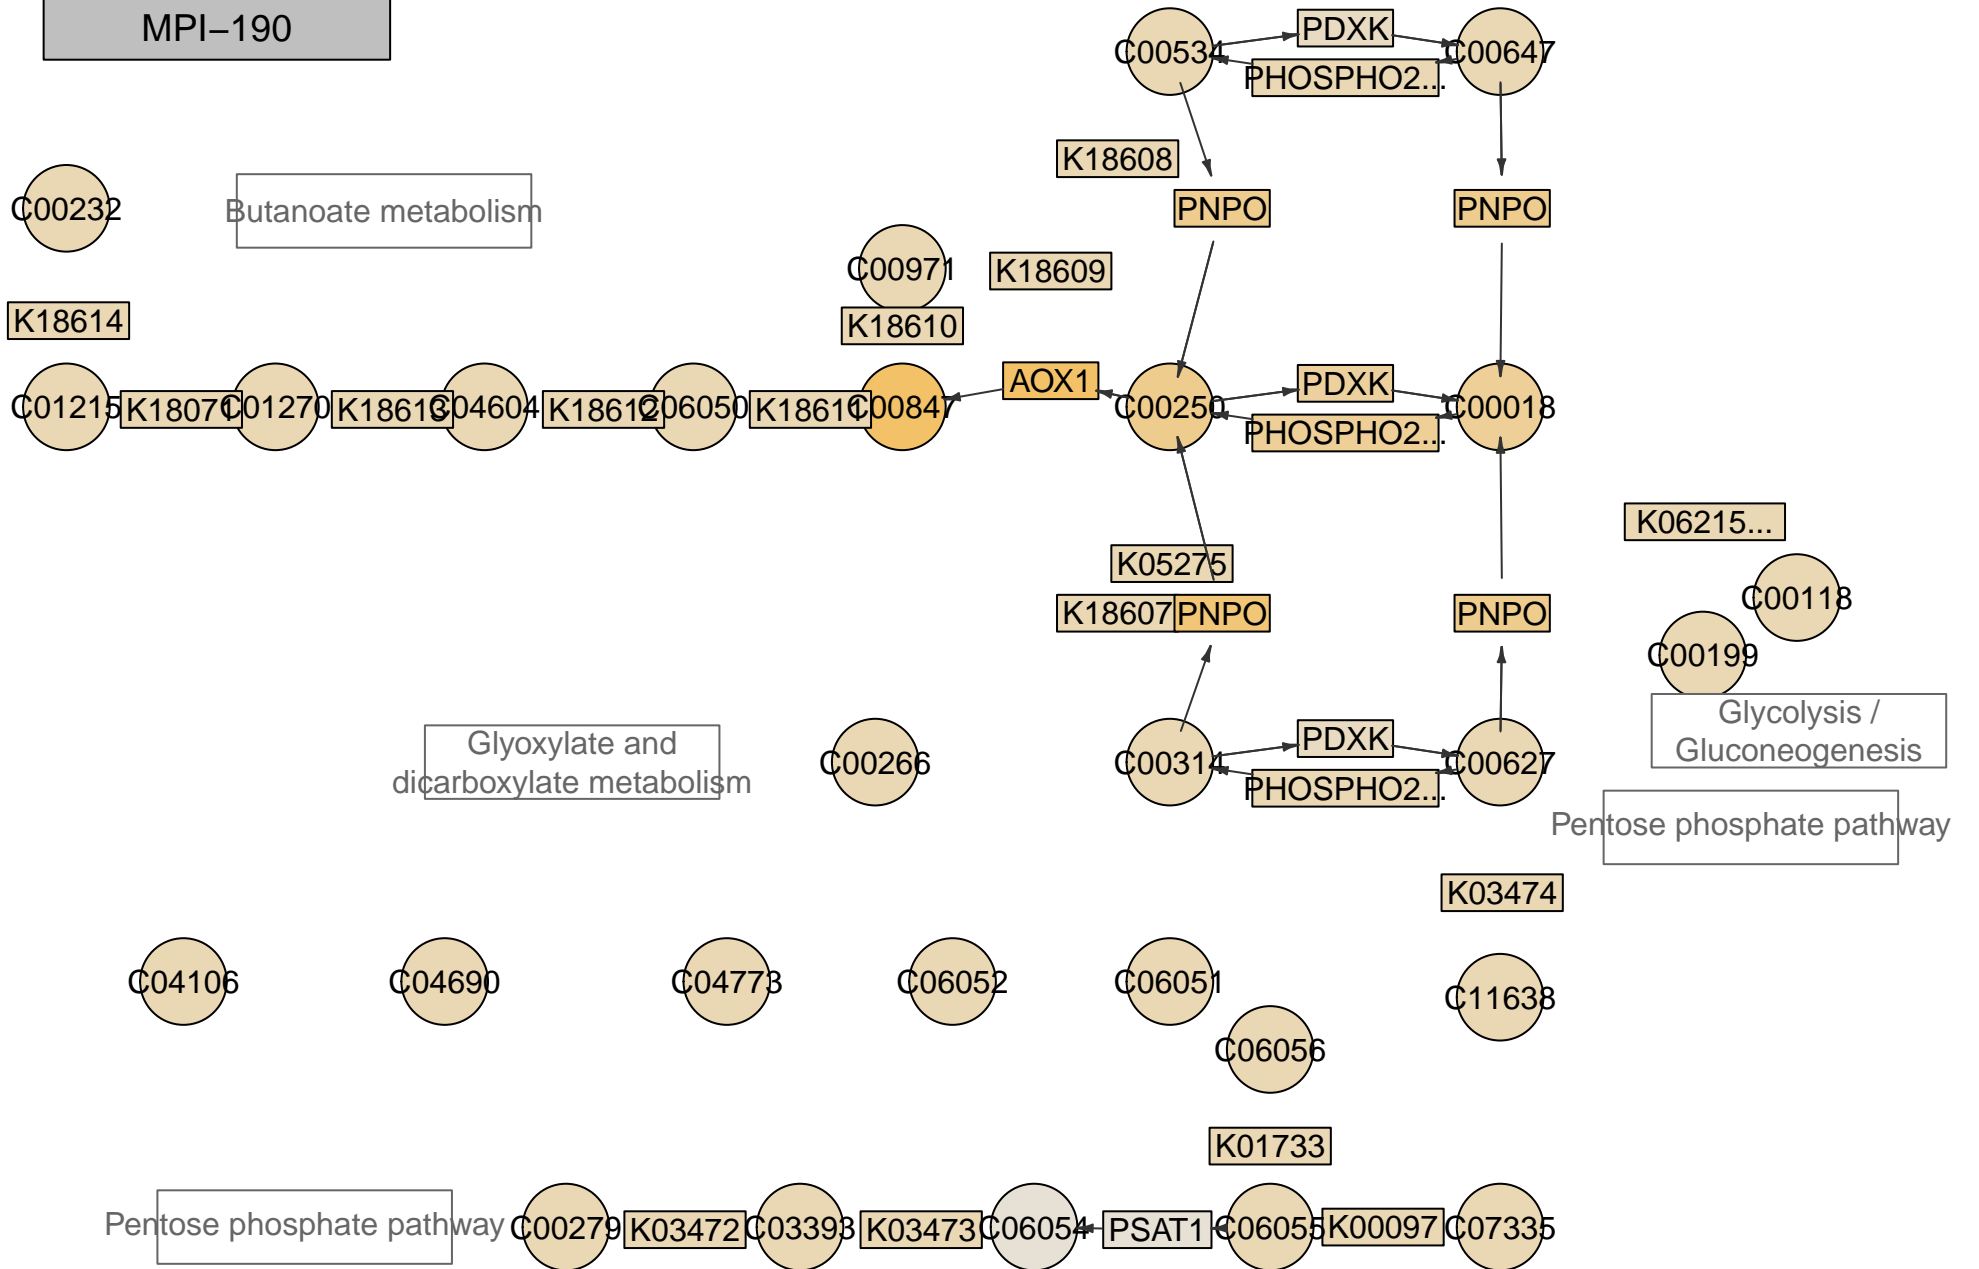 MPI–190
C00534
PDXK
C00647
PHOSPHO2...
K18608
C00232
Butanoate metabolism
PNPO
PNPO
C00971
K18609
K18614
K18610
C01215
K18071
C01270
K18613
C04604
K18612
C06050
K18611
C00847
AOX1
C00250
PDXK
C00018
PHOSPHO2...
K06215...
K05275
C00118
K18607
PNPO
PNPO
C00199
Glycolysis /
Gluconeogenesis
Glyoxylate and
dicarboxylate metabolism
C00266
C00314
PDXK
C00627
PHOSPHO2...
Pentose phosphate pathway
K03474
C04106
C04690
C04773
C06052
C06051
C11638
C06056
K01733
Pentose phosphate pathway
C00279
K03472
C03393
K03473
C06054
PSAT1
C06055
K00097
C07335